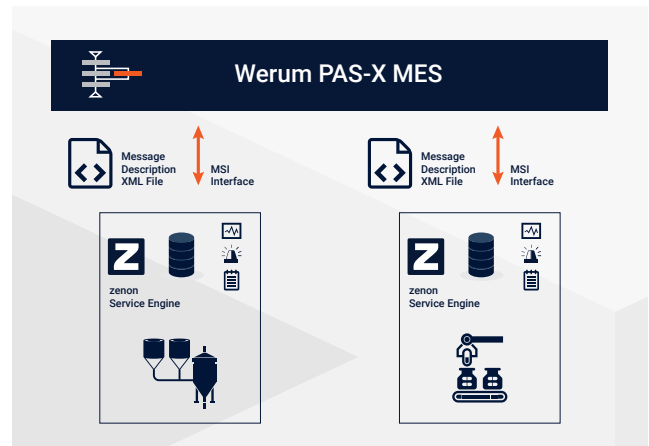 Werum PAS-X MES
Message
Description
XML File
MSI
Interface
Message
Description
XML File
MSI
Interface
Z
zenon
Service Engine
Z
zenon
Service Engine